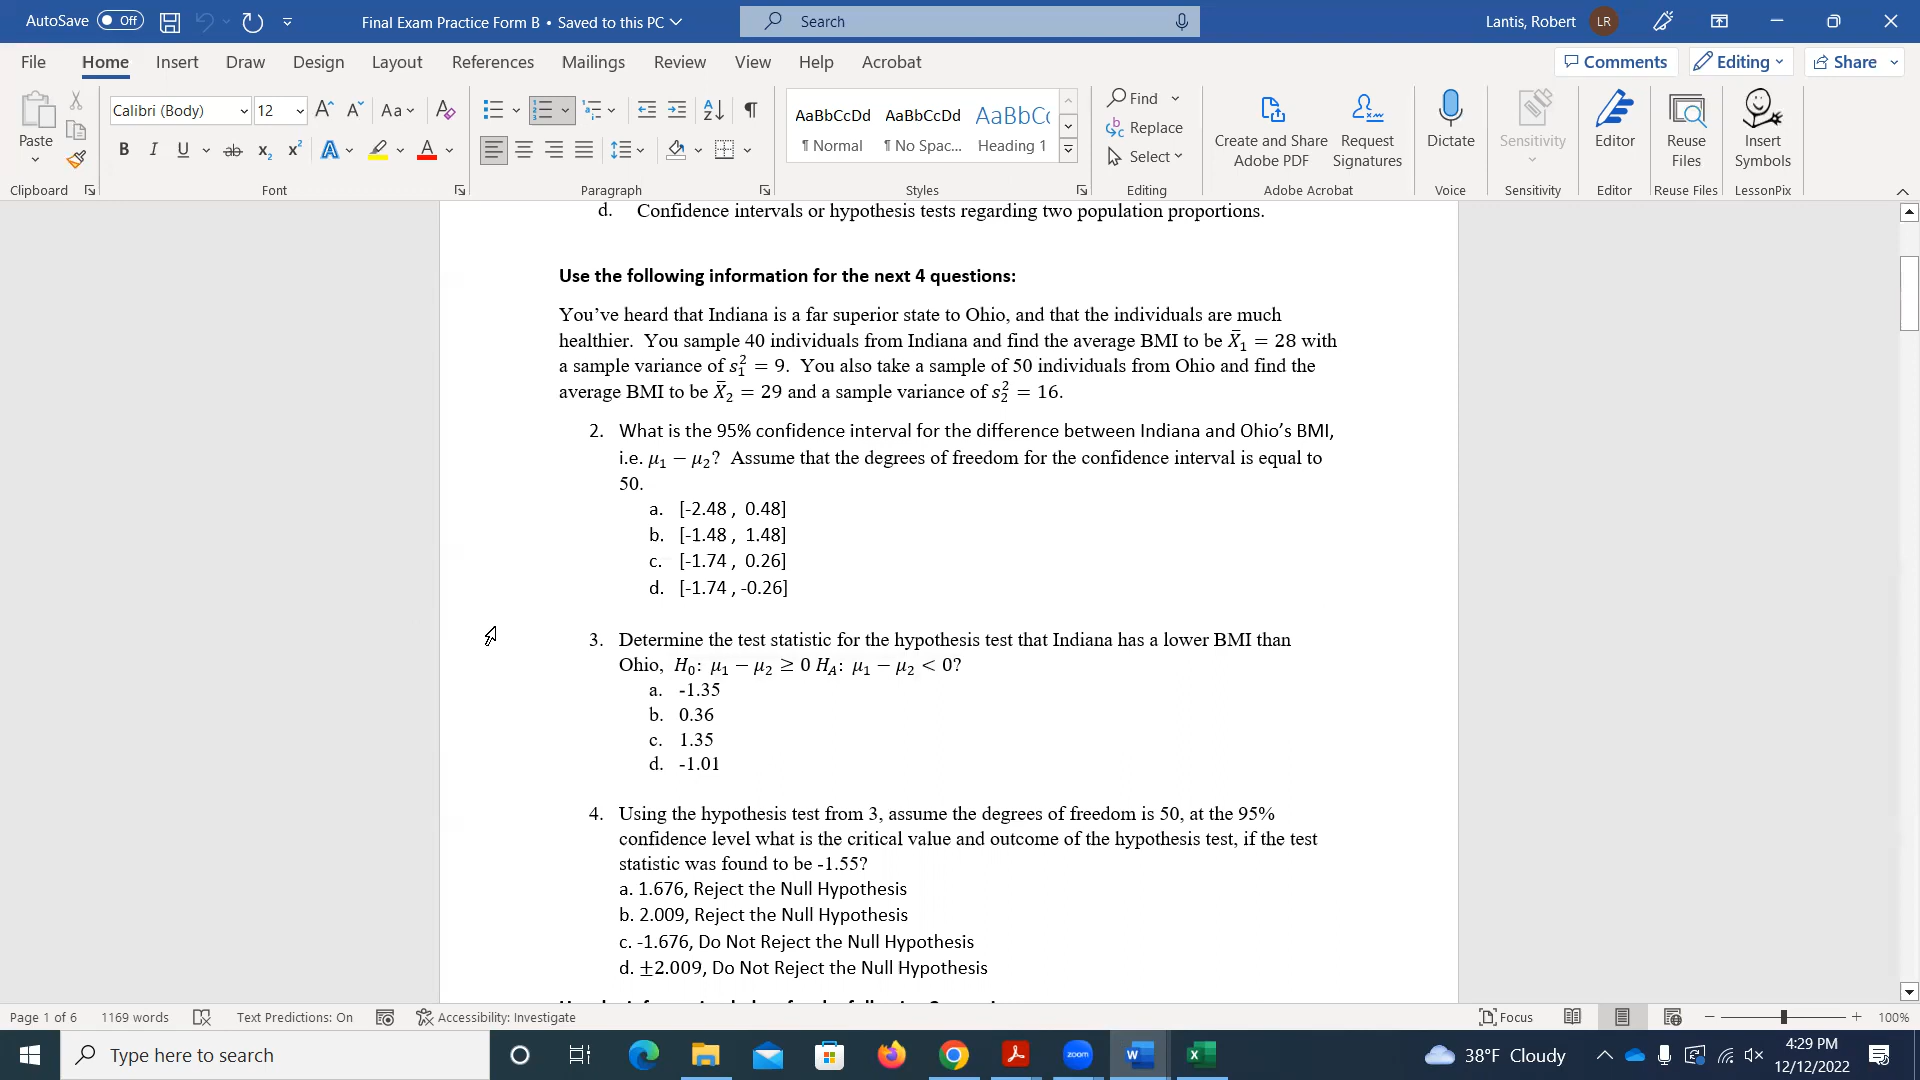 AutoSave Off
Final Exam Practice Form B • Saved to this PC
Search
Lantis, Robert LR
File Home Insert Draw Design Layout References Mailings Review View Help Acrobat
Comments Editing Share
Calibri (Body) 12
Paste
Clipboard
Font
Paragraph
AaBbCcDd AaBbCcDd AaBbCc
¶ Normal ¶ No Spac... Heading 1
Styles
Find
Replace
Select
Editing
Create and Share Adobe PDF
Request Signatures
Adobe Acrobat
Dictate
Voice
Sensitivity
Sensitivity
Editor
Editor
Reuse Files
Reuse Files
Insert Symbols
LessonPix
d. Confidence intervals or hypothesis tests regarding two population proportions.
Use the following information for the next 4 questions:
You’ve heard that Indiana is a far superior state to Ohio, and that the individuals are much
healthier. You sample 40 individuals from Indiana and find the average BMI to be X̄₁ = 28 with
a sample variance of s₁² = 9. You also take a sample of 50 individuals from Ohio and find the
average BMI to be X̄₂ = 29 and a sample variance of s₂² = 16.
2. What is the 95% confidence interval for the difference between Indiana and Ohio’s BMI,
i.e. μ₁ − μ₂? Assume that the degrees of freedom for the confidence interval is equal to
50.
a. [-2.48 , 0.48]
b. [-1.48 , 1.48]
c. [-1.74 , 0.26]
d. [-1.74 , -0.26]
3. Determine the test statistic for the hypothesis test that Indiana has a lower BMI than
Ohio, H₀: μ₁ − μ₂ ≥ 0 H_A: μ₁ − μ₂ < 0?
a. -1.35
b. 0.36
c. 1.35
d. -1.01
4. Using the hypothesis test from 3, assume the degrees of freedom is 50, at the 95%
confidence level what is the critical value and outcome of the hypothesis test, if the test
statistic was found to be -1.55?
a. 1.676, Reject the Null Hypothesis
b. 2.009, Reject the Null Hypothesis
c. -1.676, Do Not Reject the Null Hypothesis
d. ±2.009, Do Not Reject the Null Hypothesis
Page 1 of 6 1169 words Text Predictions: On Accessibility: Investigate
Focus 100%
Type here to search
zoom
38°F Cloudy
4:29 PM
12/12/2022